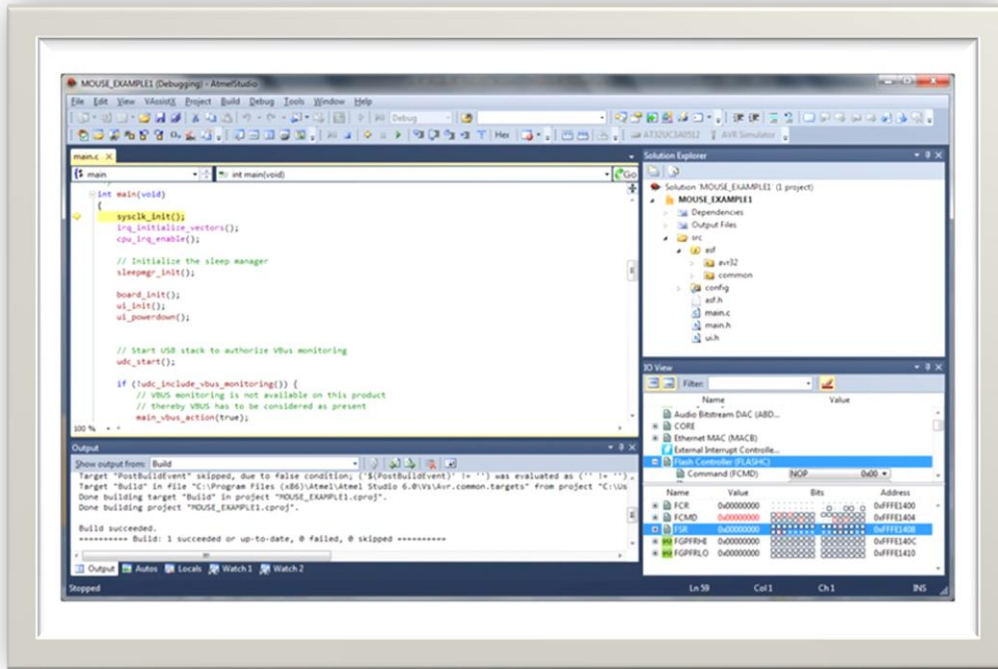 MOUSE_EXAMPLE1 (Debugging) - AtmelStudio
File Edit View VAssistX Project Build Debug Tools Window Help
Debug
Hex AT32UC3A0512 AVR Simulator
main.c
main int main(void) Go
int main(void)
{
sysclk_init();
irq_initialize_vectors();
cpu_irq_enable();
// Initialize the sleep manager
sleepmgr_init();
board_init();
ui_init();
ui_powerdown();
// Start USB stack to authorize VBus monitoring
udc_start();
if (!udc_include_vbus_monitoring()) {
// VBUS monitoring is not available on this product
// thereby VBUS has to be considered as present
main_vbus_action(true);
100 %
Output
Show output from: Build
Target "PostBuildEvent" skipped, due to false condition; ('$(PostBuildEvent)' != '') was evaluated as ('' != '')
Target "Build" in file "C:\Program Files (x86)\Atmel\Atmel Studio 6.0\Vs\Avr.common.targets" from project "C:\Us
Done building target "Build" in project "MOUSE_EXAMPLE1.cproj".
Done building project "MOUSE_EXAMPLE1.cproj".
Build succeeded.
========== Build: 1 succeeded or up-to-date, 0 failed, 0 skipped ==========
Output Autos Locals Watch 1 Watch 2
Solution Explorer
Solution 'MOUSE_EXAMPLE1' (1 project)
MOUSE_EXAMPLE1
Dependencies
Output Files
src
asf
avr32
common
config
asf.h
main.c
main.h
ui.h
IO View
Filter:
Name Value
Audio Bitstream DAC (ABD...
CORE
Ethernet MAC (MACB)
External Interrupt Controlle...
Flash Controller (FLASHC)
Command (FCMD) NOP 0x00
Name Value Bits Address
FCR 0x00000000 0xFFFE1400
FCMD 0x00000000 0xFFFE1404
FSR 0x00000000 0xFFFE1408
FGPFRHI 0x00000000 0xFFFE140C
FGPFRLO 0x00000000 0xFFFE1410
Stopped Ln 59 Col 1 Ch 1 INS